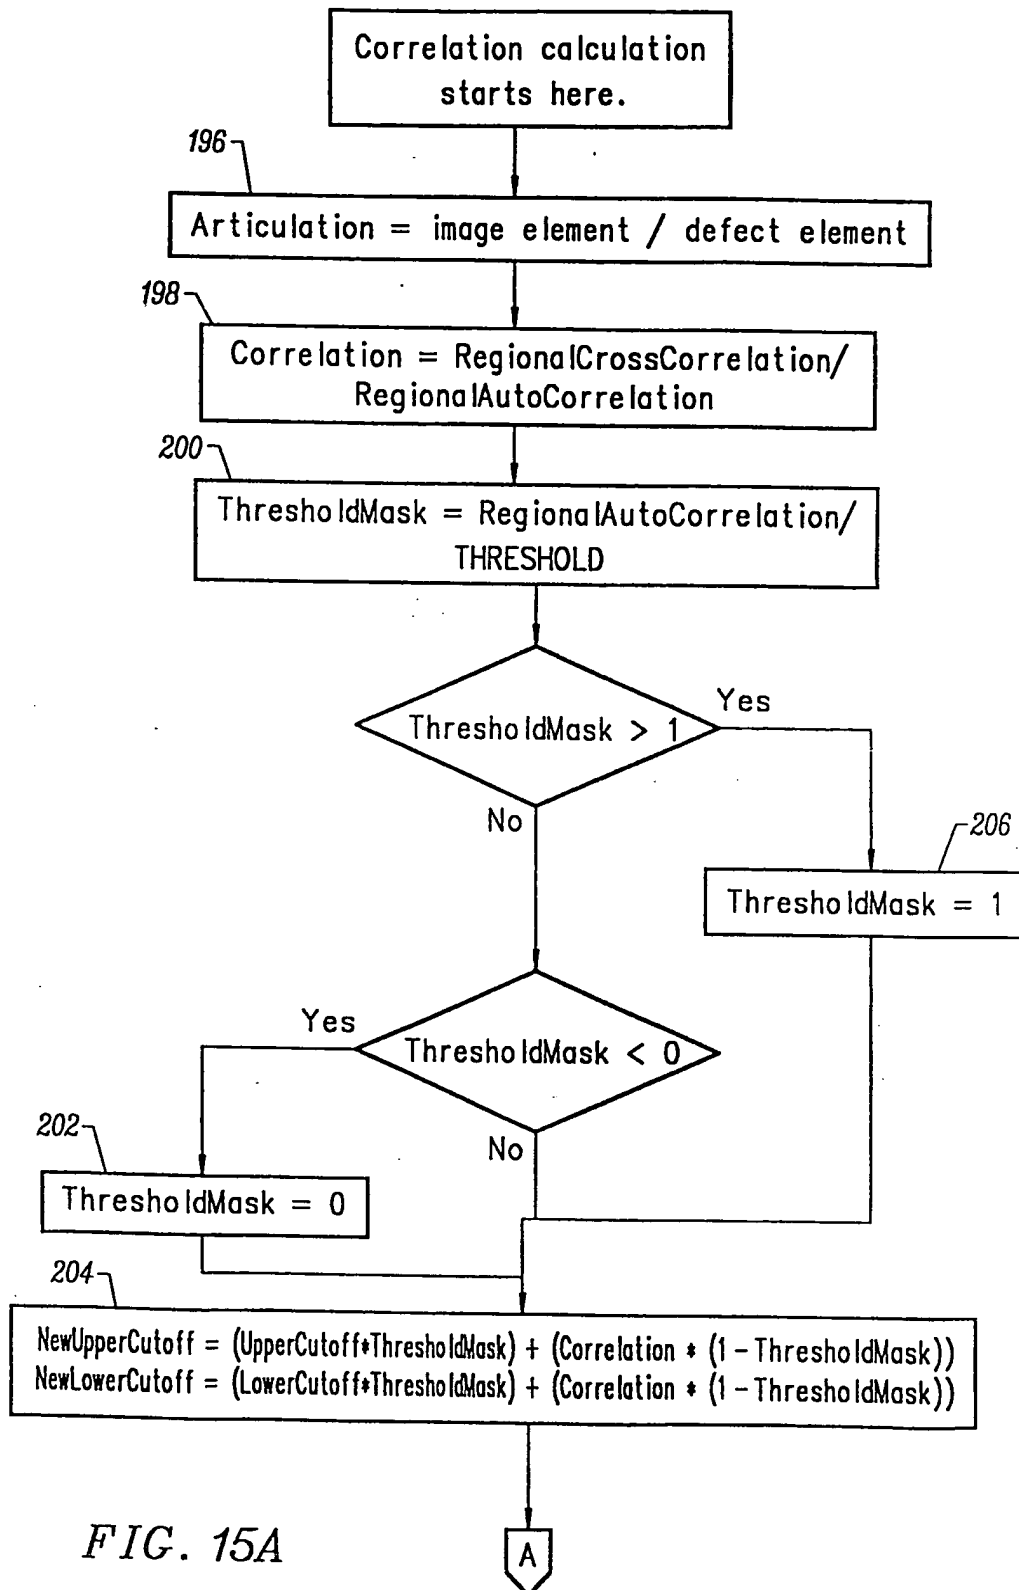 Correlation calculation
starts here.
196
Articulation = image element / defect element
198
Correlation = RegionalCrossCorrelation/
RegionalAutoCorrelation
200
ThresholdMask = RegionalAutoCorrelation/
THRESHOLD
ThresholdMask > 1
Yes
No
206
ThresholdMask = 1
Yes
ThresholdMask < 0
202
No
ThresholdMask = 0
204
NewUpperCutoff = (UpperCutoff*ThresholdMask) + (Correlation * (1-ThresholdMask))
NewLowerCutoff = (LowerCutoff*ThresholdMask) + (Correlation * (1-ThresholdMask))
FIG. 15A
A